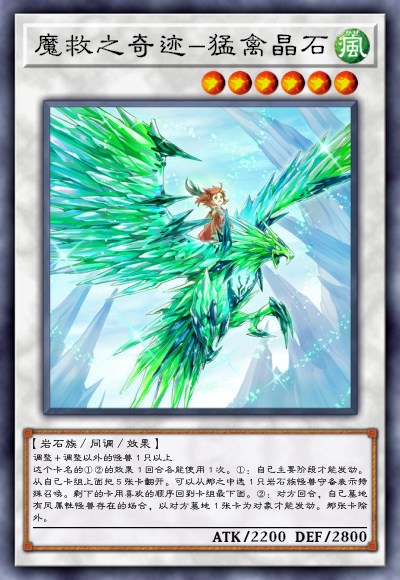 魔救之奇迹-猛禽晶石
風
【岩石族/同调/效果】
调整+调整以外的怪兽1只以上
这个卡名的①②的效果1回合各能使用1次。①：自己主要阶段才能发动。
从自己卡组上面把5张卡翻开。可以从那之中选1只岩石族怪兽守备表示特
殊召唤。剩下的卡用喜欢的顺序回到卡组最下面。②：对方回合，自己墓地
有风属性怪兽存在的场合，以对方墓地1张卡为对象才能发动。那张卡除
外。
ATK/2200 DEF/2800